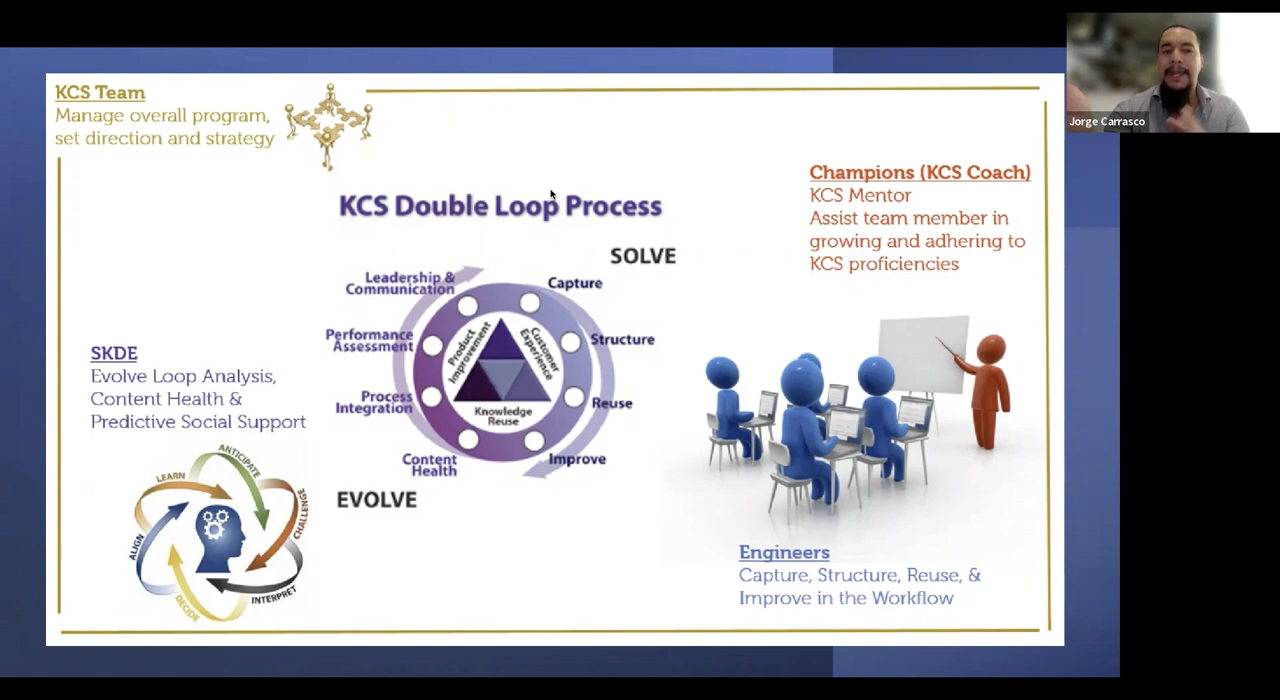 KCS Team
Manage overall program,
set direction and strategy
Jorge Carrasco
Champions (KCS Coach)
KCS Mentor
Assist team member in
growing and adhering to
KCS proficiencies
KCS Double Loop Process
SOLVE
Leadership &
Communication
Capture
Performance
Assessment
Structure
Process
Integration
Reuse
Content
Health
Improve
Product
Improvement
Customer
Experience
Knowledge
Reuse
EVOLVE
SKDE
Evolve Loop Analysis,
Content Health &
Predictive Social Support
LEARN
ANTICIPATE
CHALLENGE
ALIGN
DECIDE
INTERPRET
Engineers
Capture, Structure, Reuse, &
Improve in the Workflow